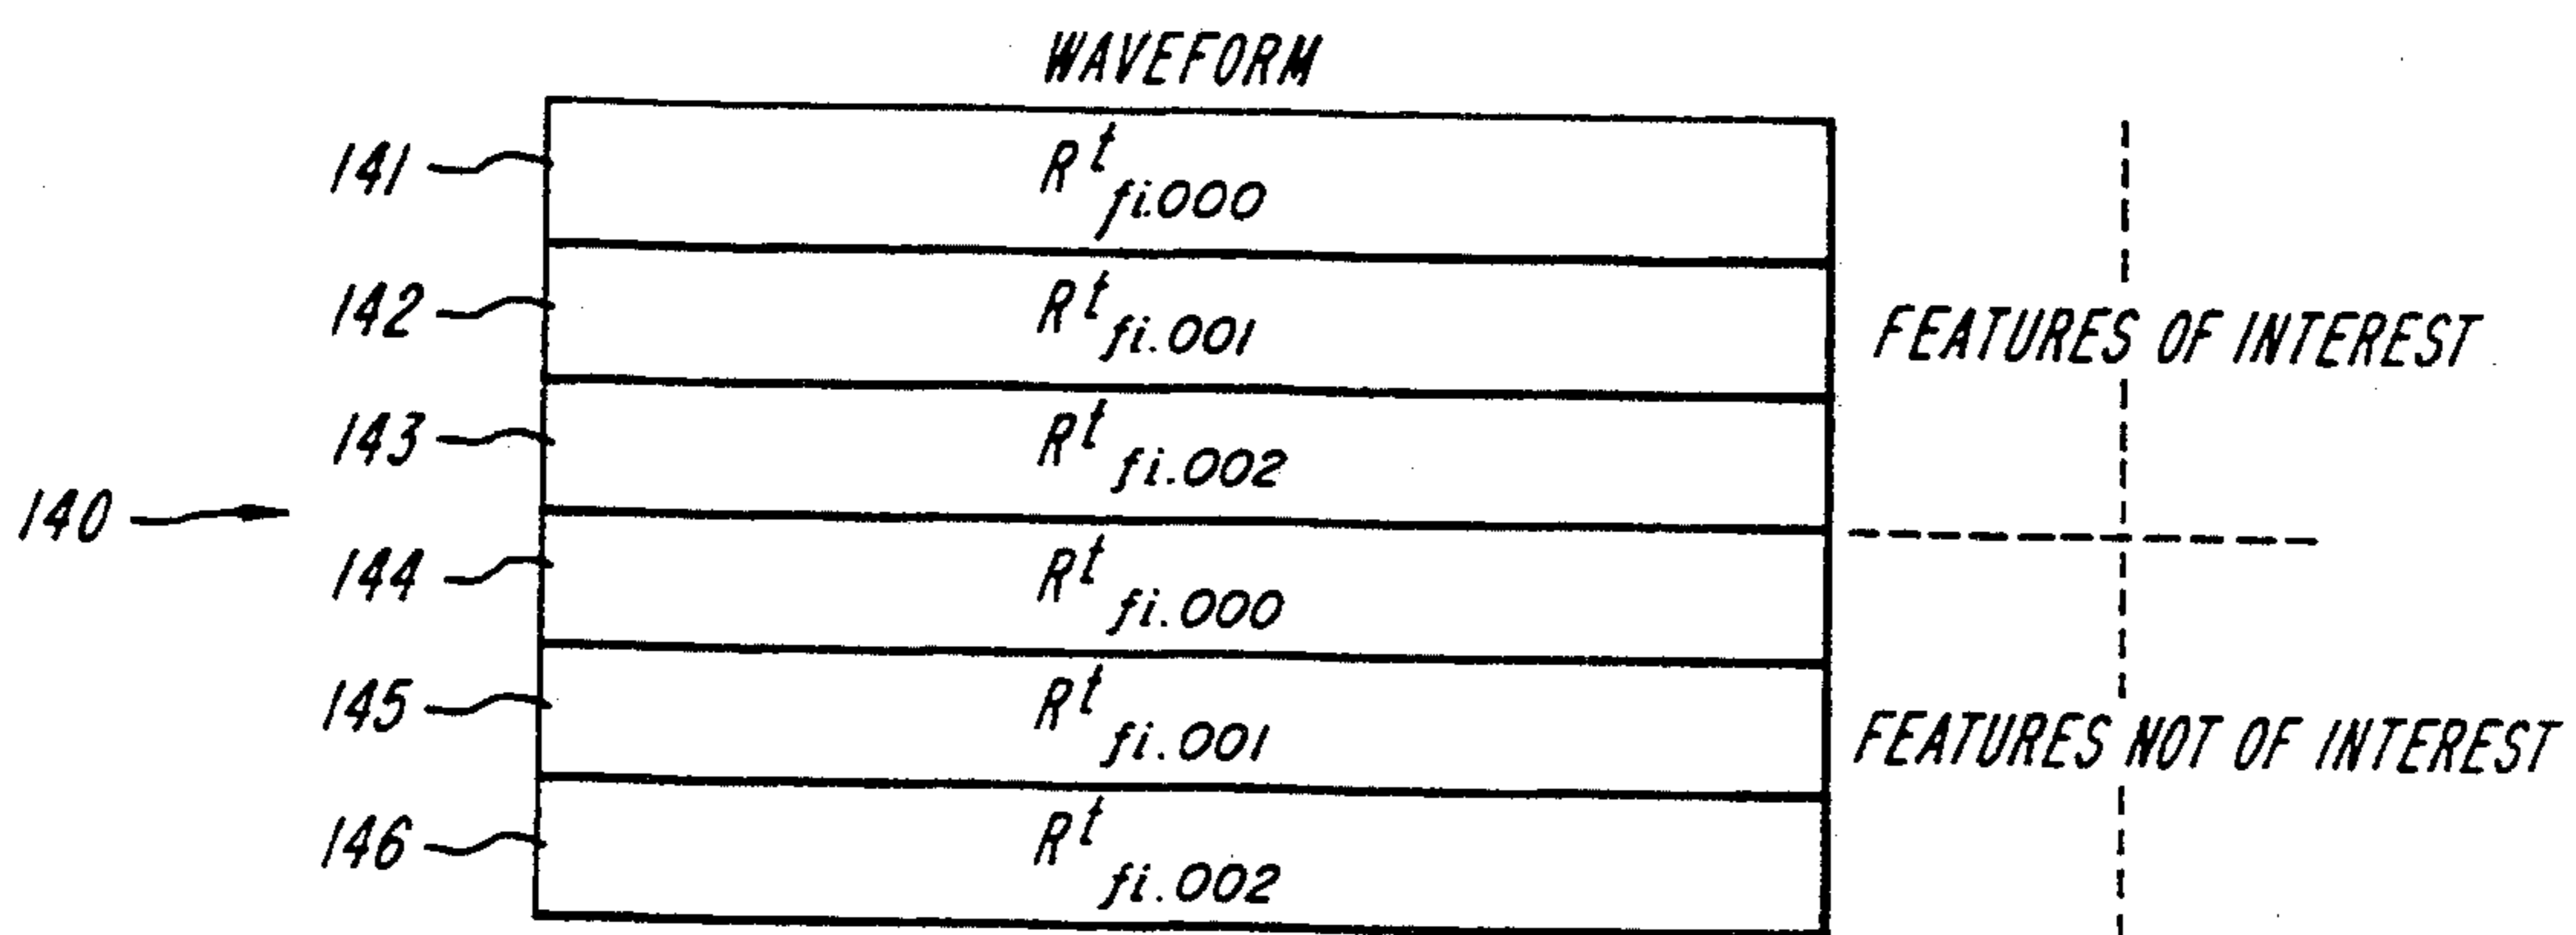 WAVEFORM
141 R^t fi.000
142 R^t fi.001
FEATURES OF INTEREST
143 R^t fi.002
140
144 R^t fi.000
145 R^t fi.001
FEATURES NOT OF INTEREST
146 R^t fi.002